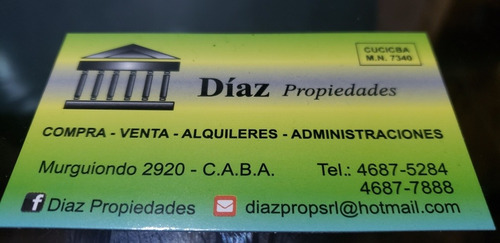 CUCICBA
M.N. 7340
Díaz Propiedades
COMPRA - VENTA - ALQUILERES - ADMINISTRACIONES
Murguiondo 2920 - C.A.B.A. Tel.: 4687-5284
4687-7888
f Diaz Propiedades diazpropsrl@hotmail.com